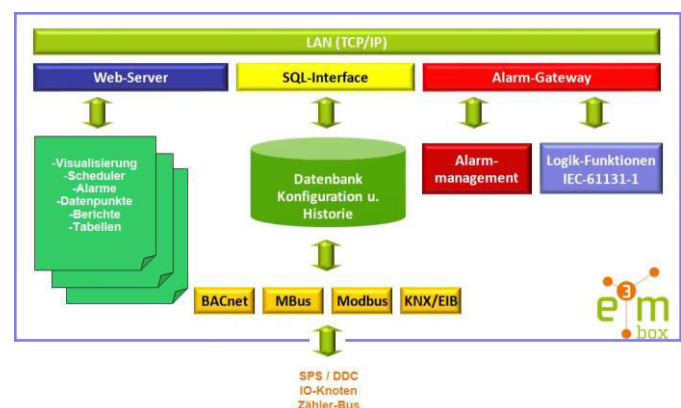 LAN (TCP/IP)
Web-Server
SQL-Interface
Alarm-Gateway
-Visualisierung
-Scheduler
-Alarme
-Datenpunkte
-Berichte
-Tabellen
Datenbank
Konfiguration u.
Historie
Alarm-
management
Logik-Funktionen
IEC-61131-1
BACnet
MBus
Modbus
KNX/EIB
e3m
box
SPS / DDC
IO-Knoten
Zähler-Bus